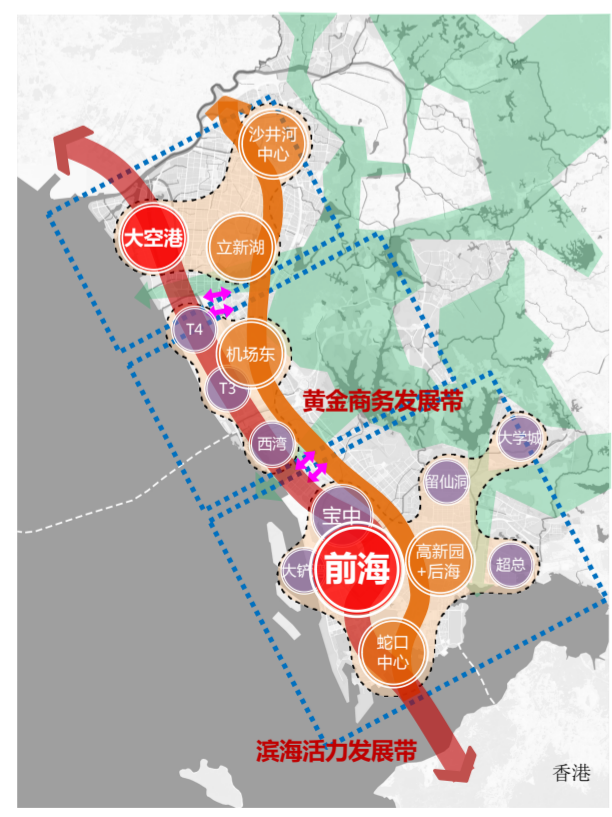 沙井河
中心
大空港
立新湖
T4
机场东
T3
黄金商务发展带
西湾
大学城
留仙洞
宝中
大铲
前海
高新园
+后海
超总
蛇口
中心
滨海活力发展带
香港